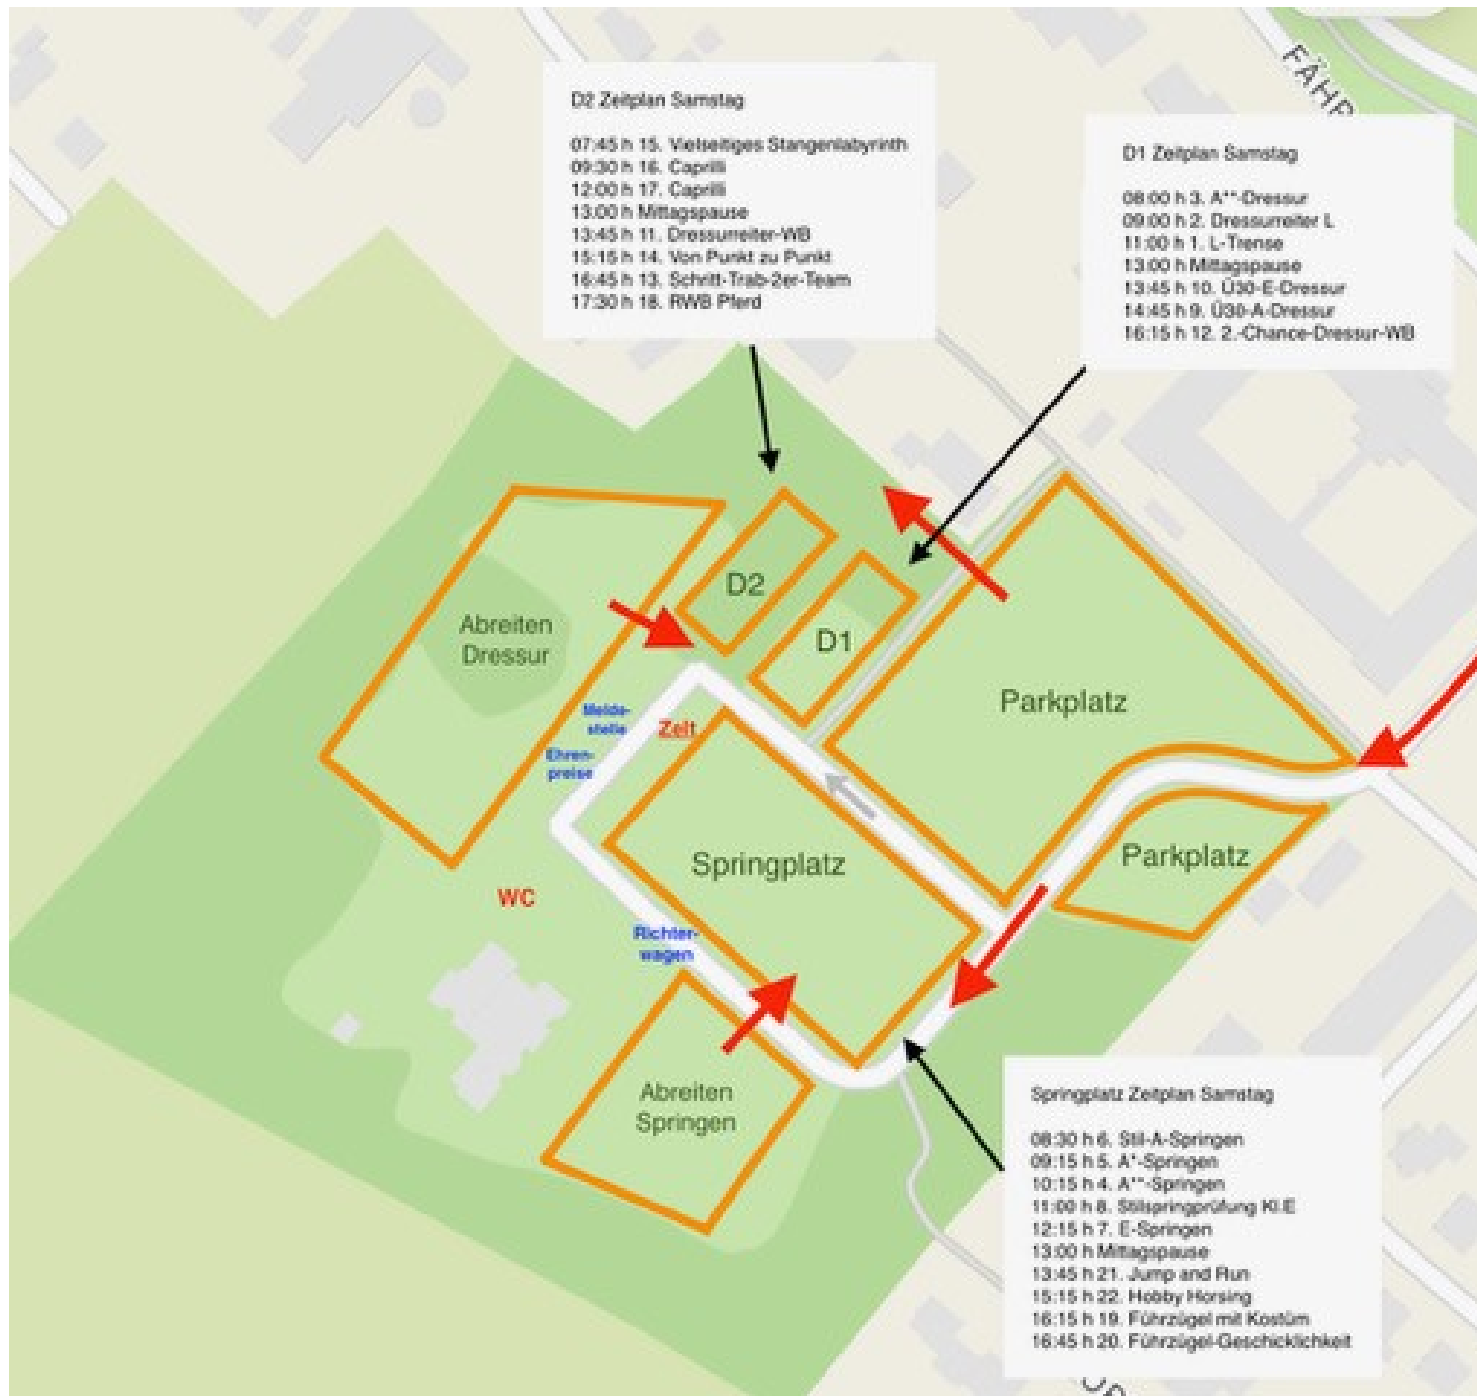 FÄHR
D2 Zeitplan Samstag
07:45 h 15. Vielseitiges Stangenlabyrinth
09:30 h 16. Caprilli
12:00 h 17. Caprilli
13:00 h Mittagspause
13:45 h 11. Dressurreiter-WB
15:15 h 14. Von Punkt zu Punkt
16:45 h 13. Schritt-Trab-2er-Team
17:30 h 18. RWB Pferd
D1 Zeitplan Samstag
08:00 h 3. A**-Dressur
09:00 h 2. Dressurreiter L
11:00 h 1. L-Trense
13:00 h Mittagspause
13:45 h 10. Ü30-E-Dressur
14:45 h 9. Ü30-A-Dressur
16:15 h 12. 2.-Chance-Dressur-WB
D2
D1
Abreiten
Dressur
Parkplatz
Melde-
stelle
Zelt
Ehren-
preise
Springplatz
Parkplatz
WC
Richter-
wagen
Abreiten
Springen
Springplatz Zeitplan Samstag
08:30 h 6. Stil-A-Springen
09:15 h 5. A*-Springen
10:15 h 4. A**-Springen
11:00 h 8. Stilspringprüfung Kl.E
12:15 h 7. E-Springen
13:00 h Mittagspause
13:45 h 21. Jump and Run
15:15 h 22. Hobby Horsing
16:15 h 19. Führzügel mit Kostüm
16:45 h 20. Führzügel-Geschicklichkeit